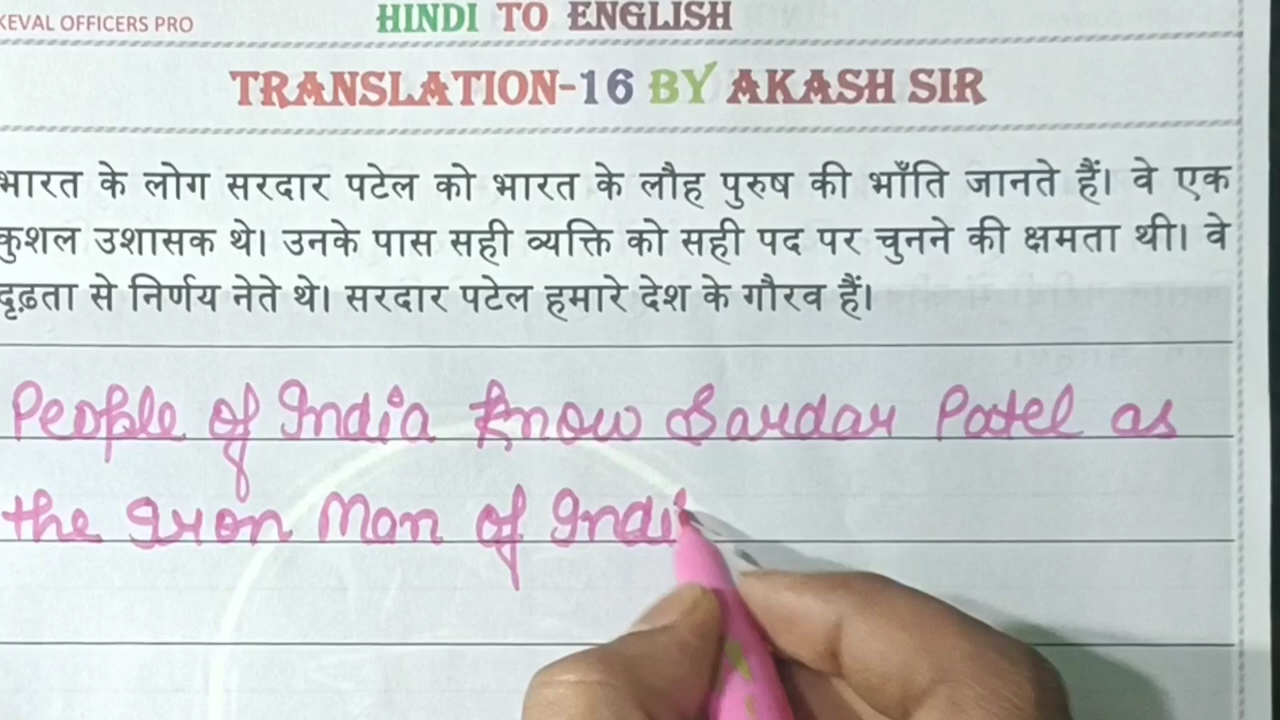 KEVAL OFFICERS PRO
HINDI TO ENGLISH
TRANSLATION-16 BY AKASH SIR
भारत के लोग सरदार पटेल को भारत के लौह पुरुष की भाँति जानते हैं। वे एक
कुशल उशासक थे। उनके पास सही व्यक्ति को सही पद पर चुनने की क्षमता थी। वे
दृढ़ता से निर्णय नेते थे। सरदार पटेल हमारे देश के गौरव हैं।
People of India know Sardar Patel as
the Iron Man of Indi